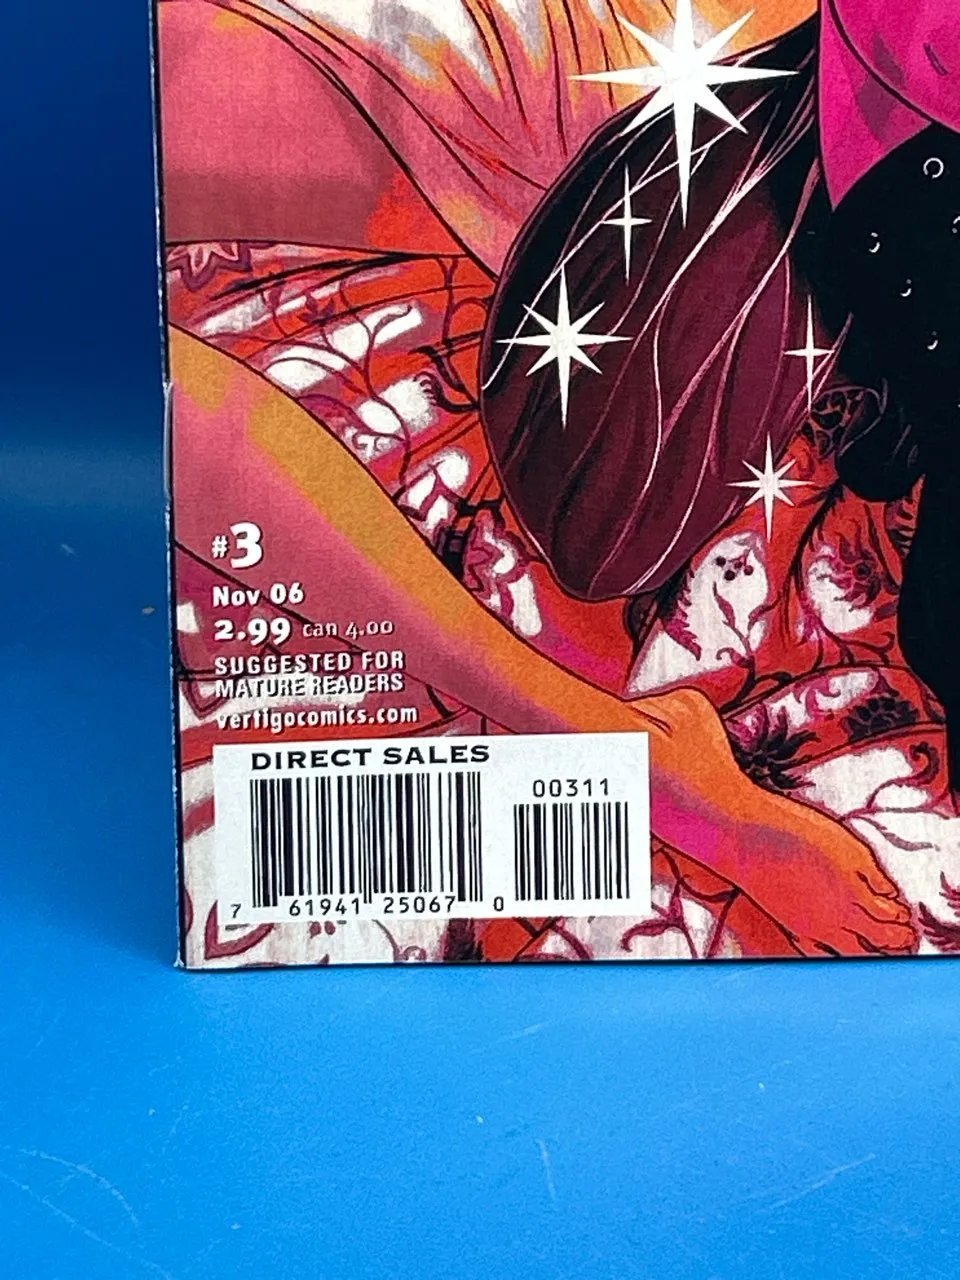 #3
Nov 06
2.99 can 4.00
SUGGESTED FOR
MATURE READERS
vertigocomics.com
DIRECT SALES
00311
7 61941 25067 0